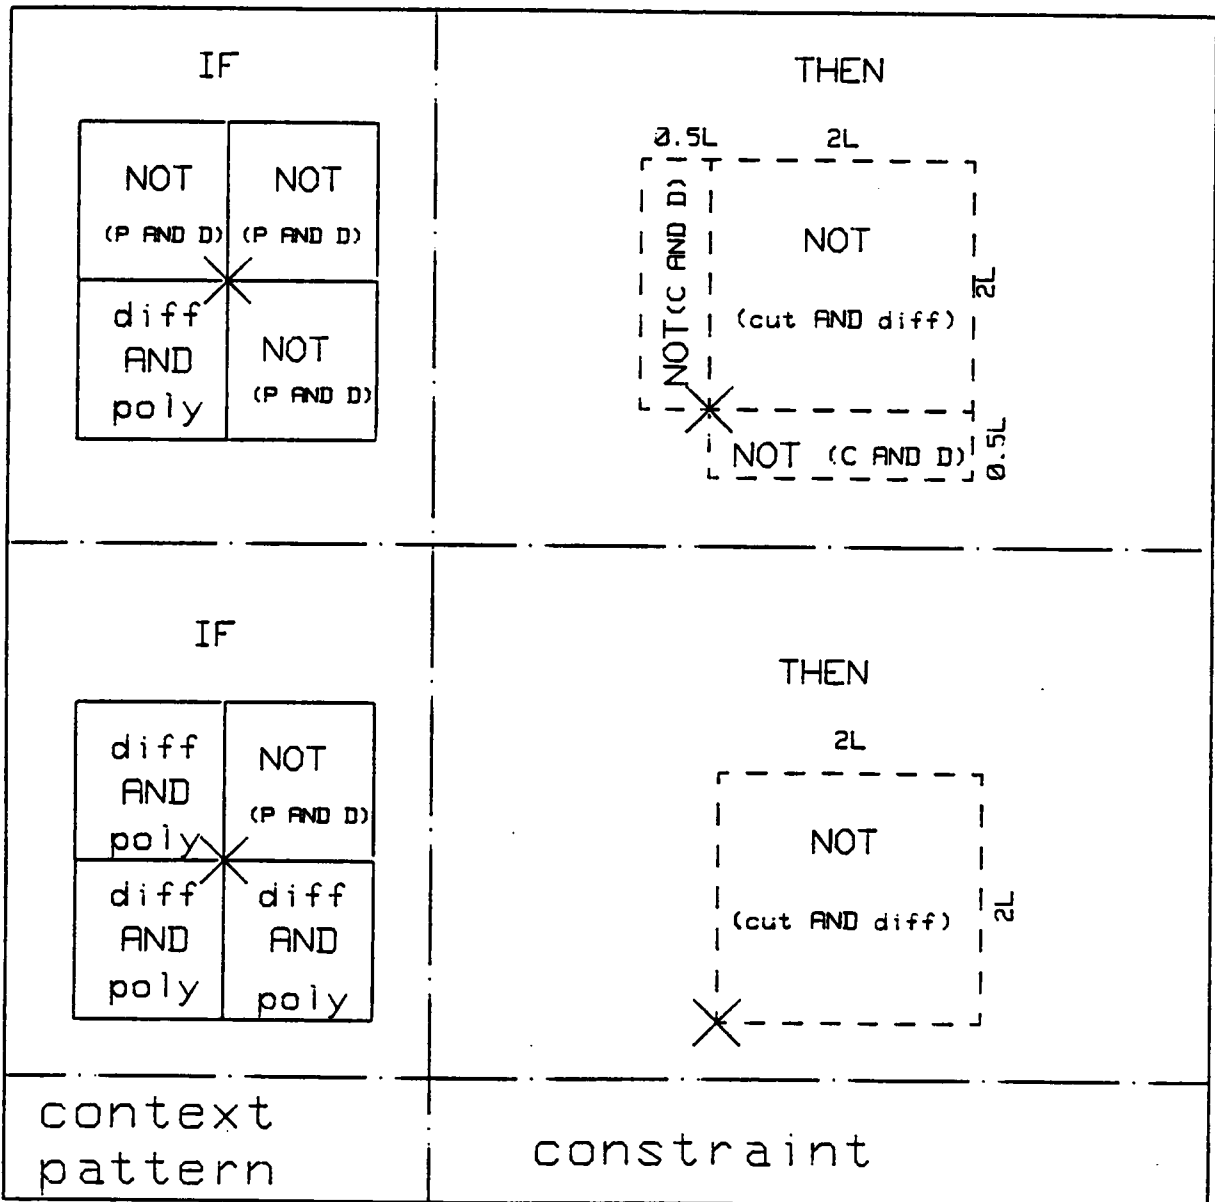 IF
THEN
NOT
(P AND D)
NOT
(P AND D)
diff
AND
poly
NOT
(P AND D)
0.5L
2L
NOT(C AND D)
NOT
(cut AND diff)
2L
NOT (C AND D)
0.5L
IF
THEN
diff
AND
poly
NOT
(P AND D)
diff
AND
poly
diff
AND
poly
2L
NOT
(cut AND diff)
2L
context
pattern
constraint